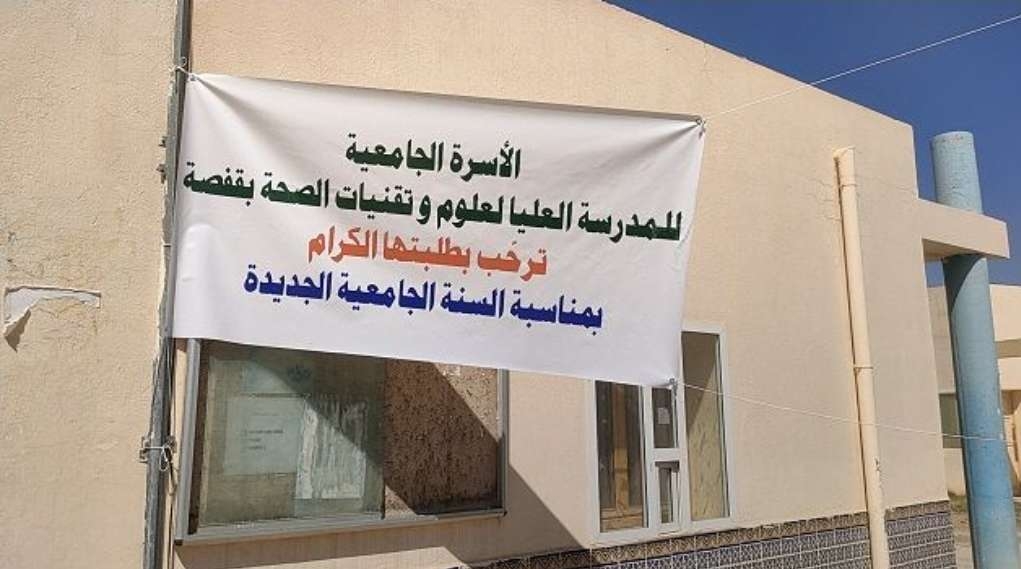 الأسرة الجامعية
للمدرسة العليا لعلوم و تقنيات الصحة بقفصة
ترحّب بطلبتها الكرام
بمناسبة السنة الجامعية الجديدة